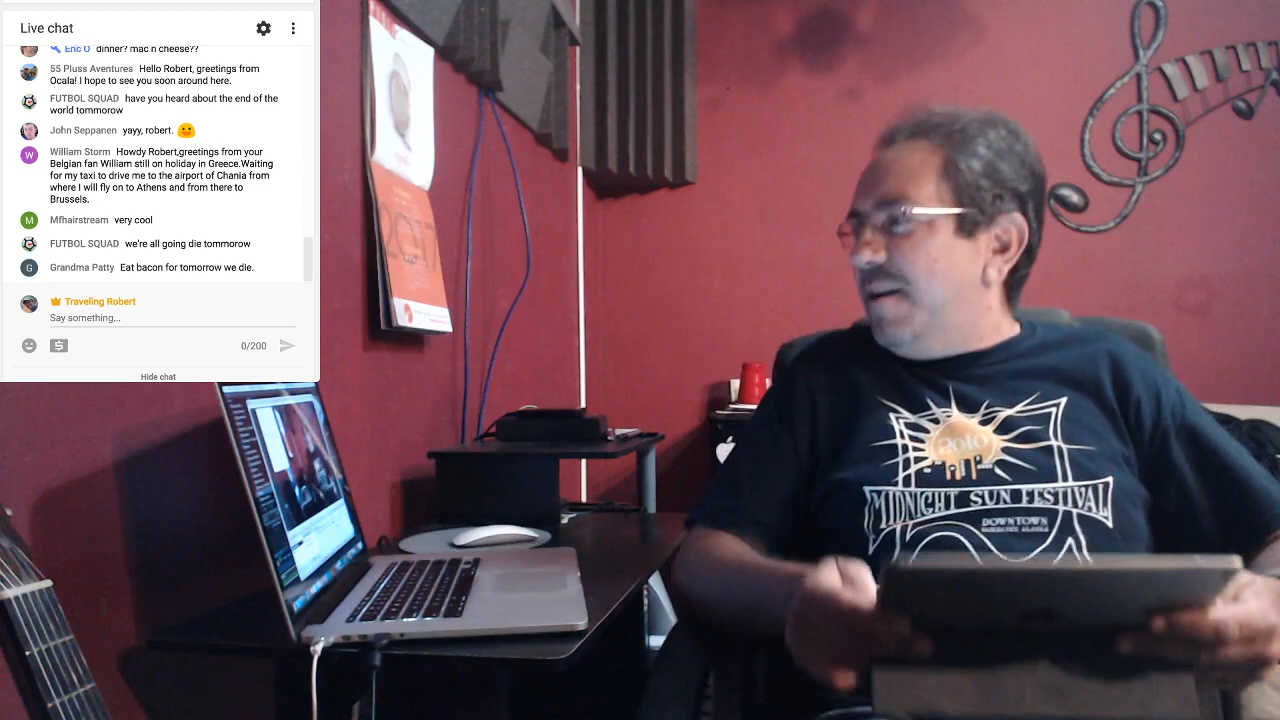 Live chat
Eric O dinner? mac n cheese??
55 Pluss Aventures Hello Robert, greetings from
Ocala! I hope to see you soon around here.
FUTBOL SQUAD have you heard about the end of the
world tommorow
John Seppanen yayy, robert.
W William Storm Howdy Robert,greetings from your
Belgian fan William still on holiday in Greece.Waiting
for my taxi to drive me to the airport of Chania from
where I will fly on to Athens and from there to
Brussels.
M Mfhairstream very cool
FUTBOL SQUAD we're all going die tommorow
G Grandma Patty Eat bacon for tomorrow we die.
Traveling Robert
Say something...
0/200
Hide chat
2017
2010
MIDNIGHT SUN FESTIVAL
DOWNTOWN